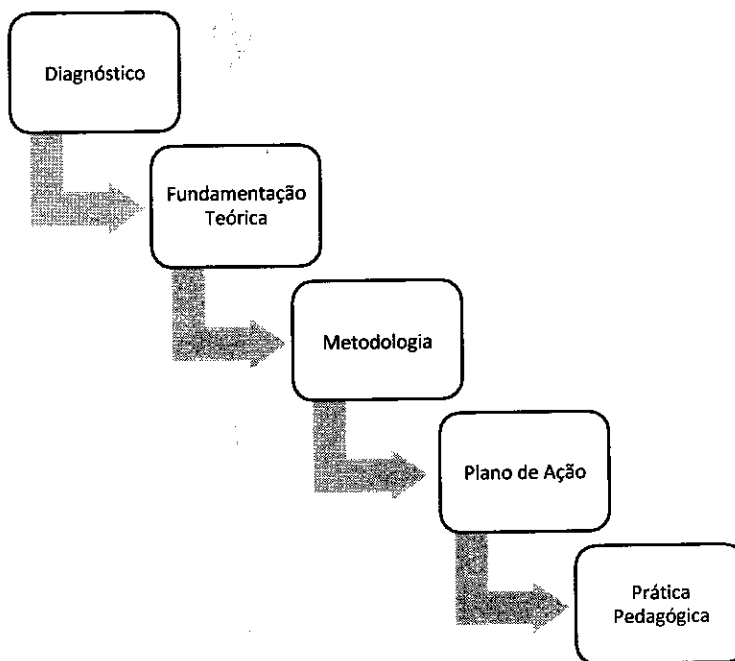 Diagnóstico
Fundamentação
Teórica
Metodologia
Plano de Ação
Prática
Pedagógica